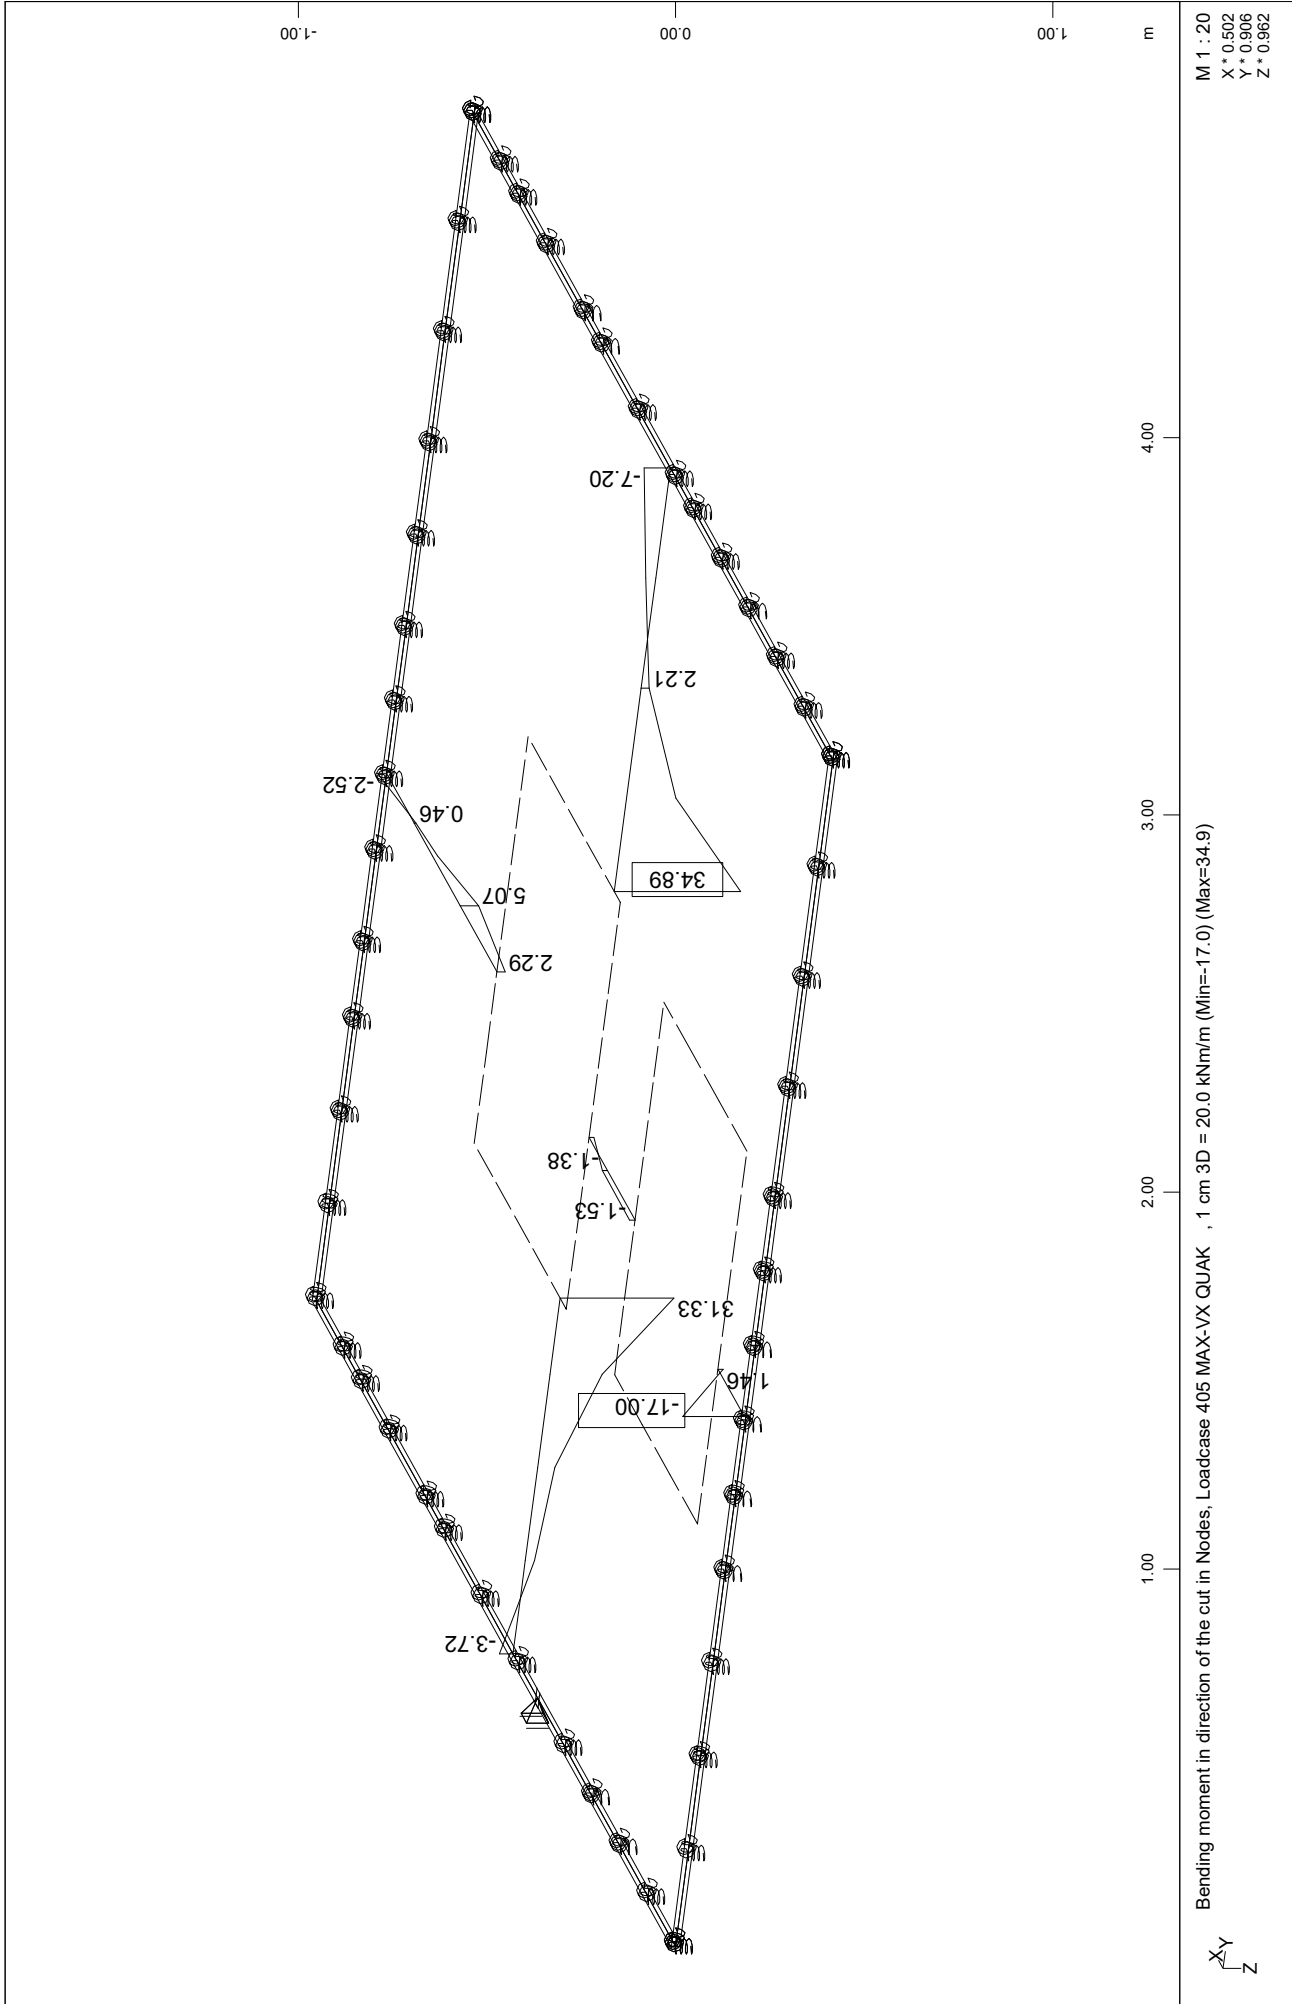 -1.00
0.00
1.00
m
M 1 : 20
X * 0.502
Y * 0.906
Z * 0.962
4.00
-7.20
2.21
-2.52
0.46
3.00
34.89
5.07
2.29
2.00
-1.38
-1.53
31.33
-17.00
1.46
1.00
-3.72
Bending moment in direction of the cut in Nodes, Loadcase 405 MAX-VX QUAK , 1 cm 3D = 20.0 kNm/m (Min=-17.0) (Max=34.9)
X
Y
Z